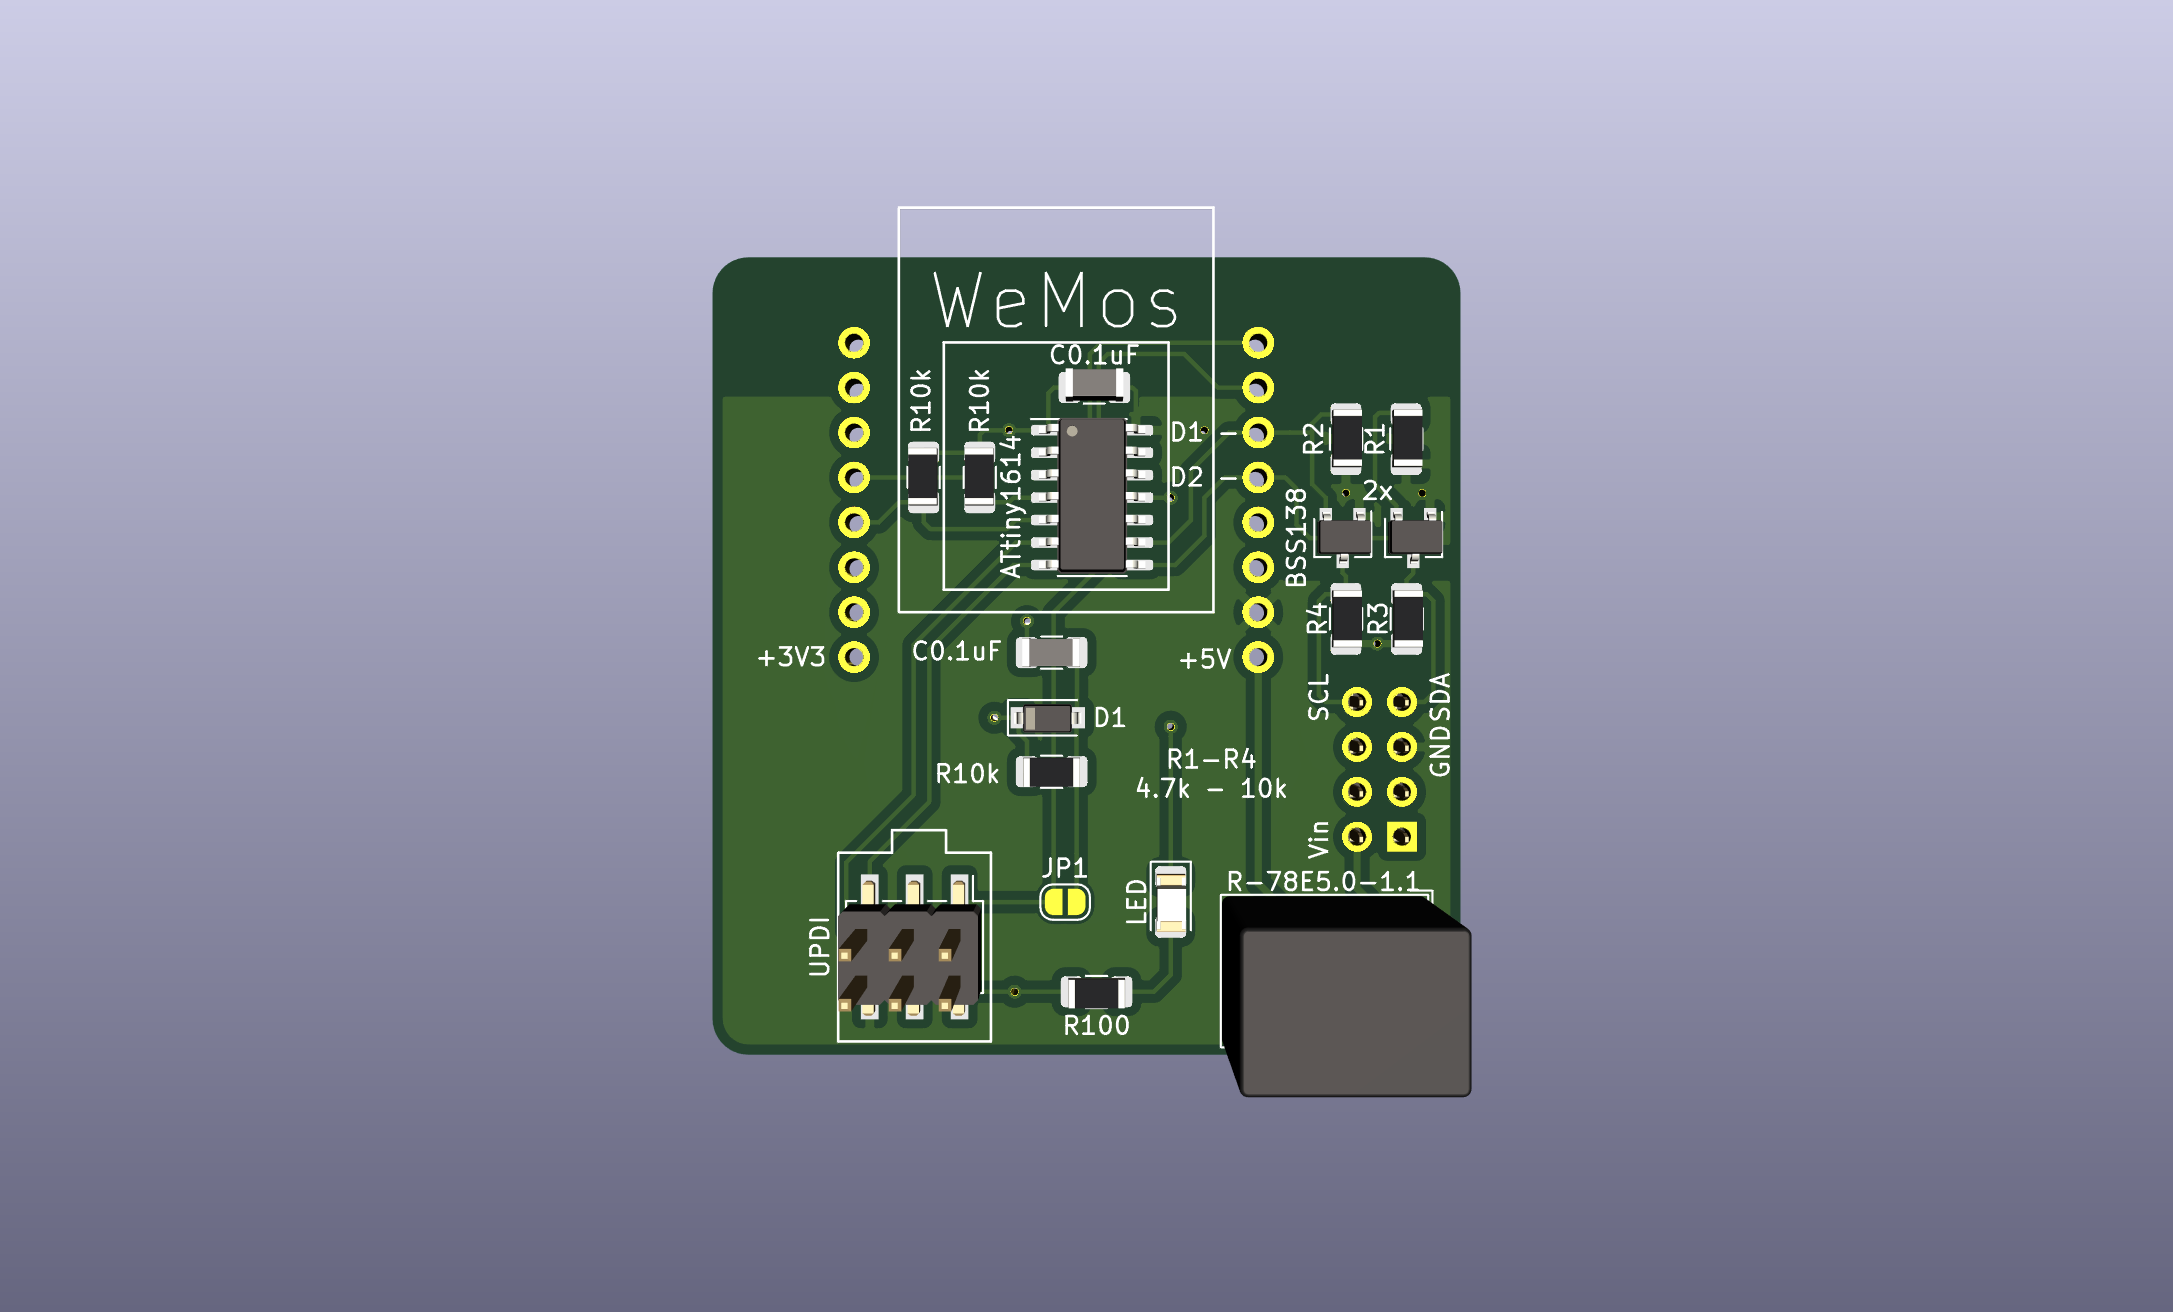 WeMos
C0.1uF
R10k
R10k
ATtiny1614
D1 -
D2 -
R2
R1
2x
BSS138
R4
R3
+3V3
C0.1uF
+5V
SCL
SDA
GND
D1
R10k
R1-R4
4.7k - 10k
Vin
JP1
LED
R-78E5.0-1.1
UPDI
R100